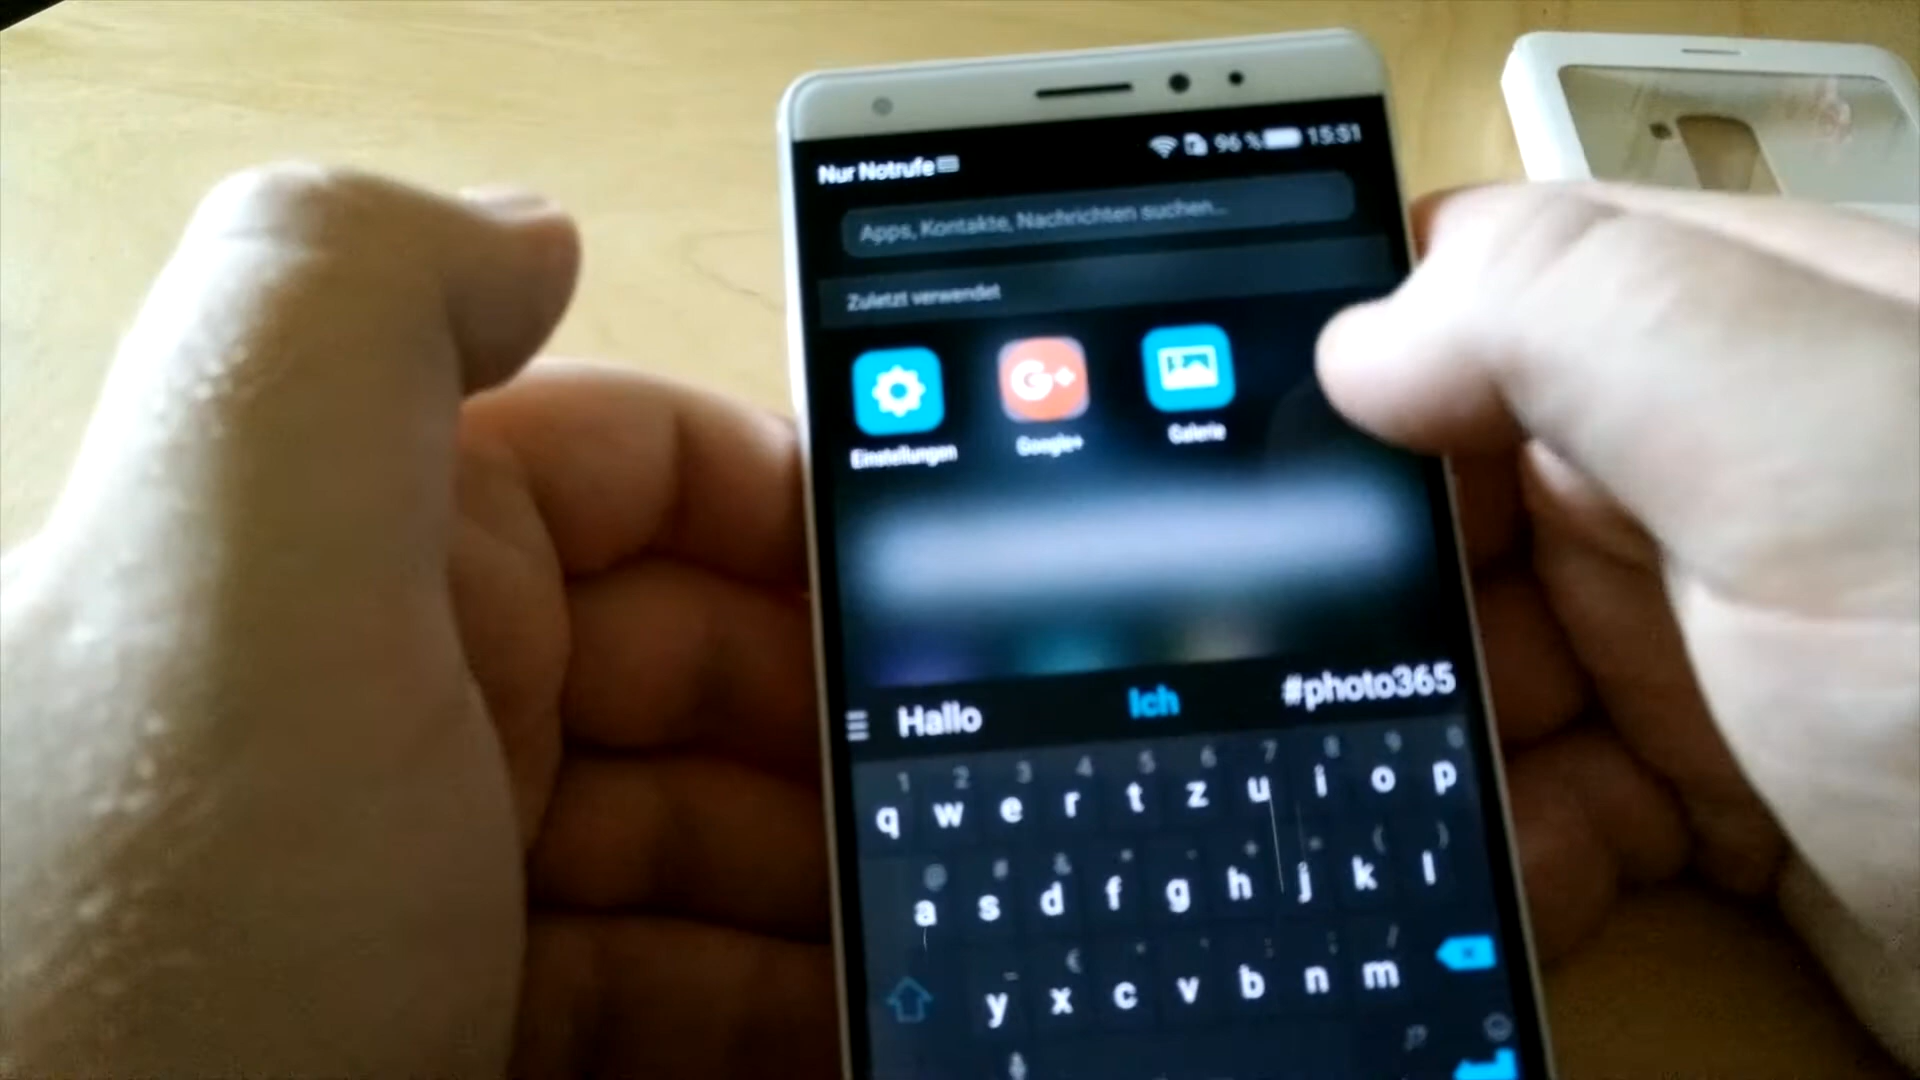 Nur Notrufe
96 % 15:51
Apps, Kontakte, Nachrichten suchen...
Zuletzt verwendet
G+
Einstellungen Google+ Galerie
Hallo Ich #photo365
1 2 3 4 5 6 7 8 9 0
q w e r t z u i o p
@ # & * - + = ( )
a s d f g h j k l
_ € " ' : ; /
y x c v b n m